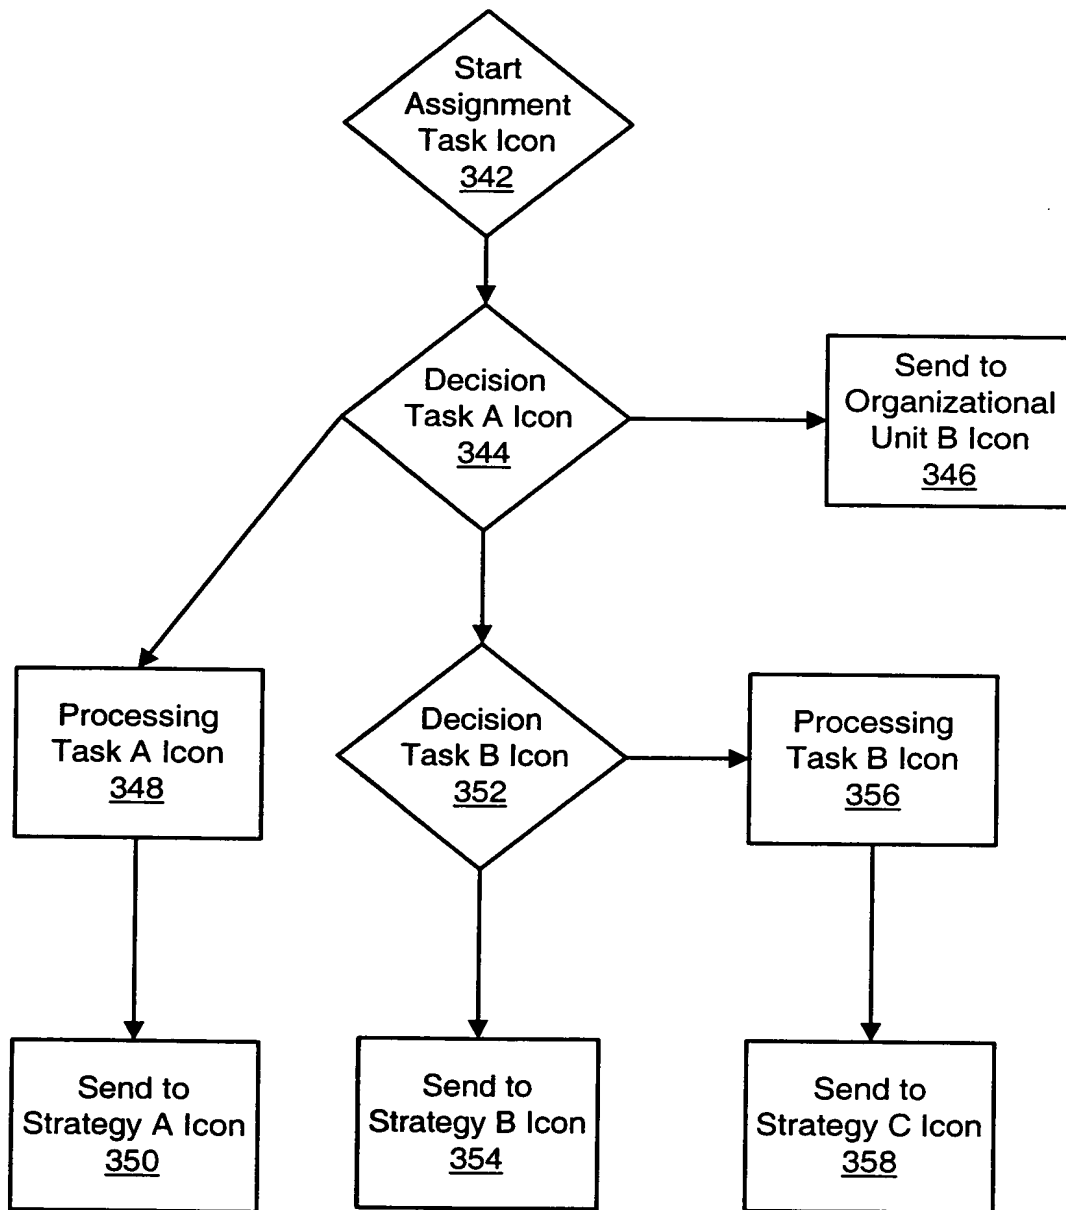 Start
Assignment
Task Icon
342
Decision
Task A Icon
344
Send to
Organizational
Unit B Icon
346
Processing
Task A Icon
348
Decision
Task B Icon
352
Processing
Task B Icon
356
Send to
Strategy A Icon
350
Send to
Strategy B Icon
354
Send to
Strategy C Icon
358